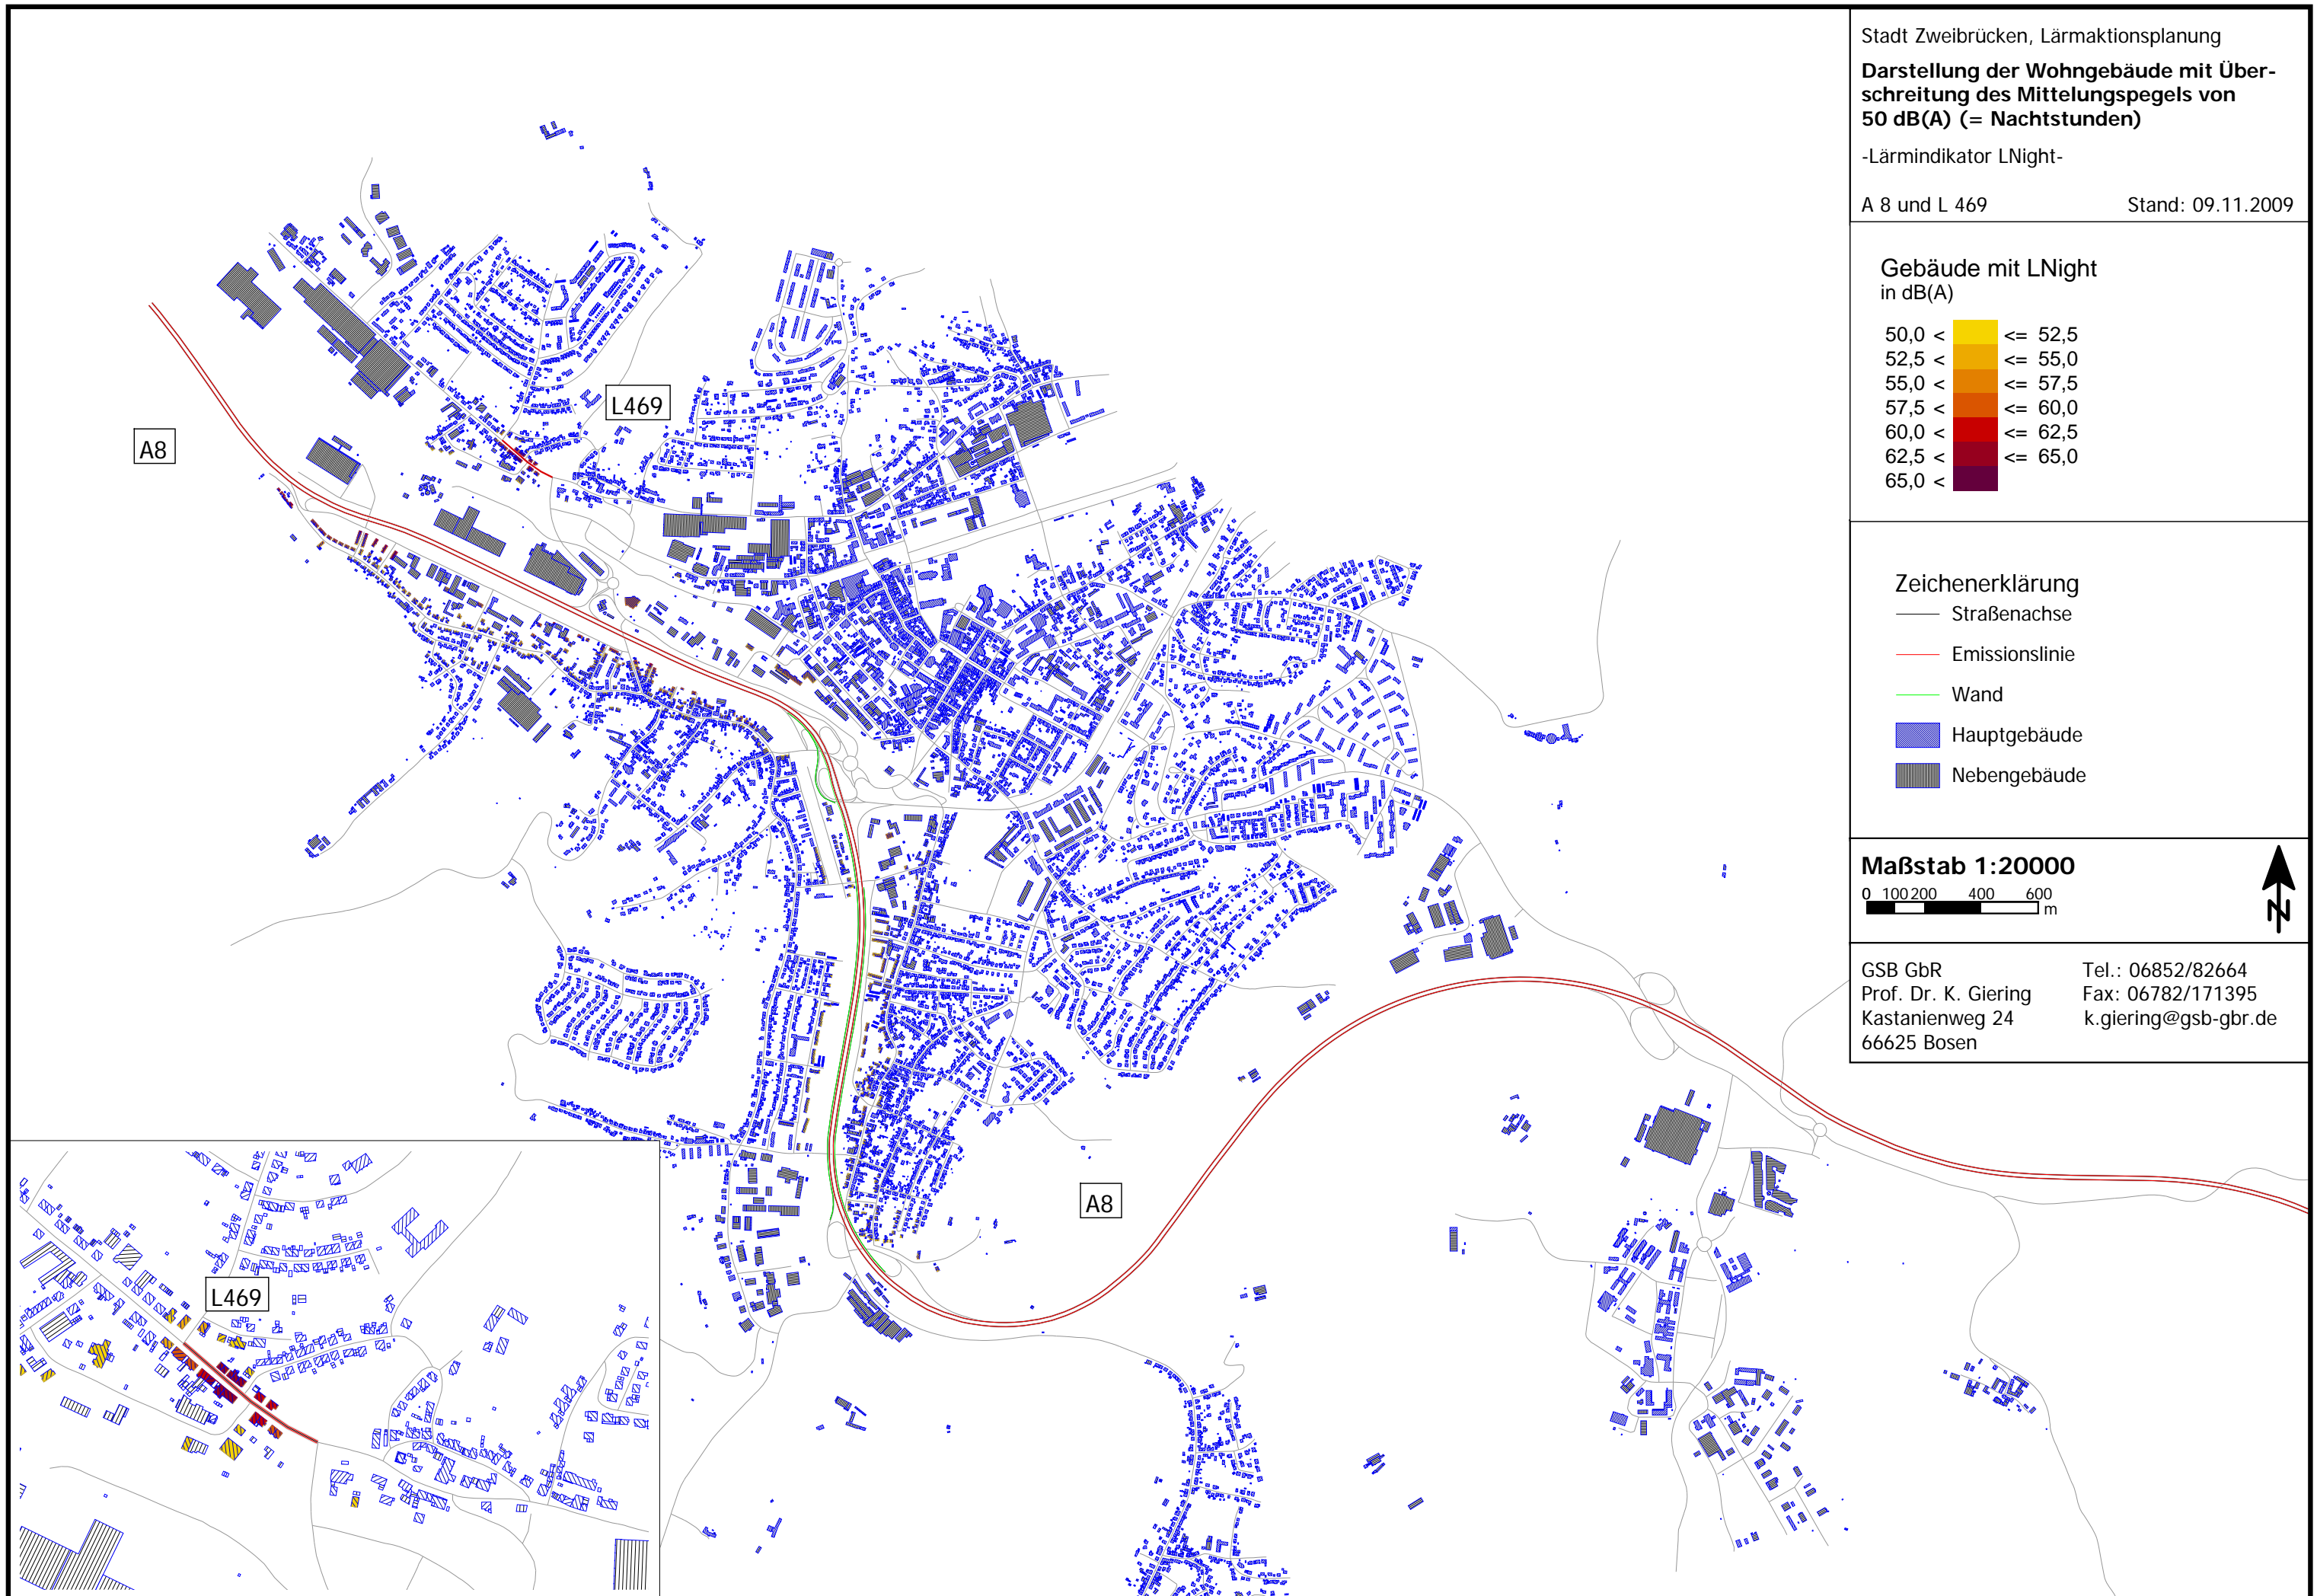 Stadt Zweibrücken, Lärmaktionsplanung
Darstellung der Wohngebäude mit Über-
schreitung des Mittelungspegels von
50 dB(A) (= Nachtstunden)
-Lärmindikator LNight-
A 8 und L 469 Stand: 09.11.2009
Gebäude mit LNight
in dB(A)
50,0 < <= 52,5
52,5 < <= 55,0
55,0 < <= 57,5
57,5 < <= 60,0
60,0 < <= 62,5
62,5 < <= 65,0
65,0 <
Zeichenerklärung
Straßenachse
Emissionslinie
Wand
Hauptgebäude
Nebengebäude
Maßstab 1:20000
0 100 200 400 600
m
N
GSB GbR Tel.: 06852/82664
Prof. Dr. K. Giering Fax: 06782/171395
Kastanienweg 24 k.giering@gsb-gbr.de
66625 Bosen
L469
A8
A8
L469